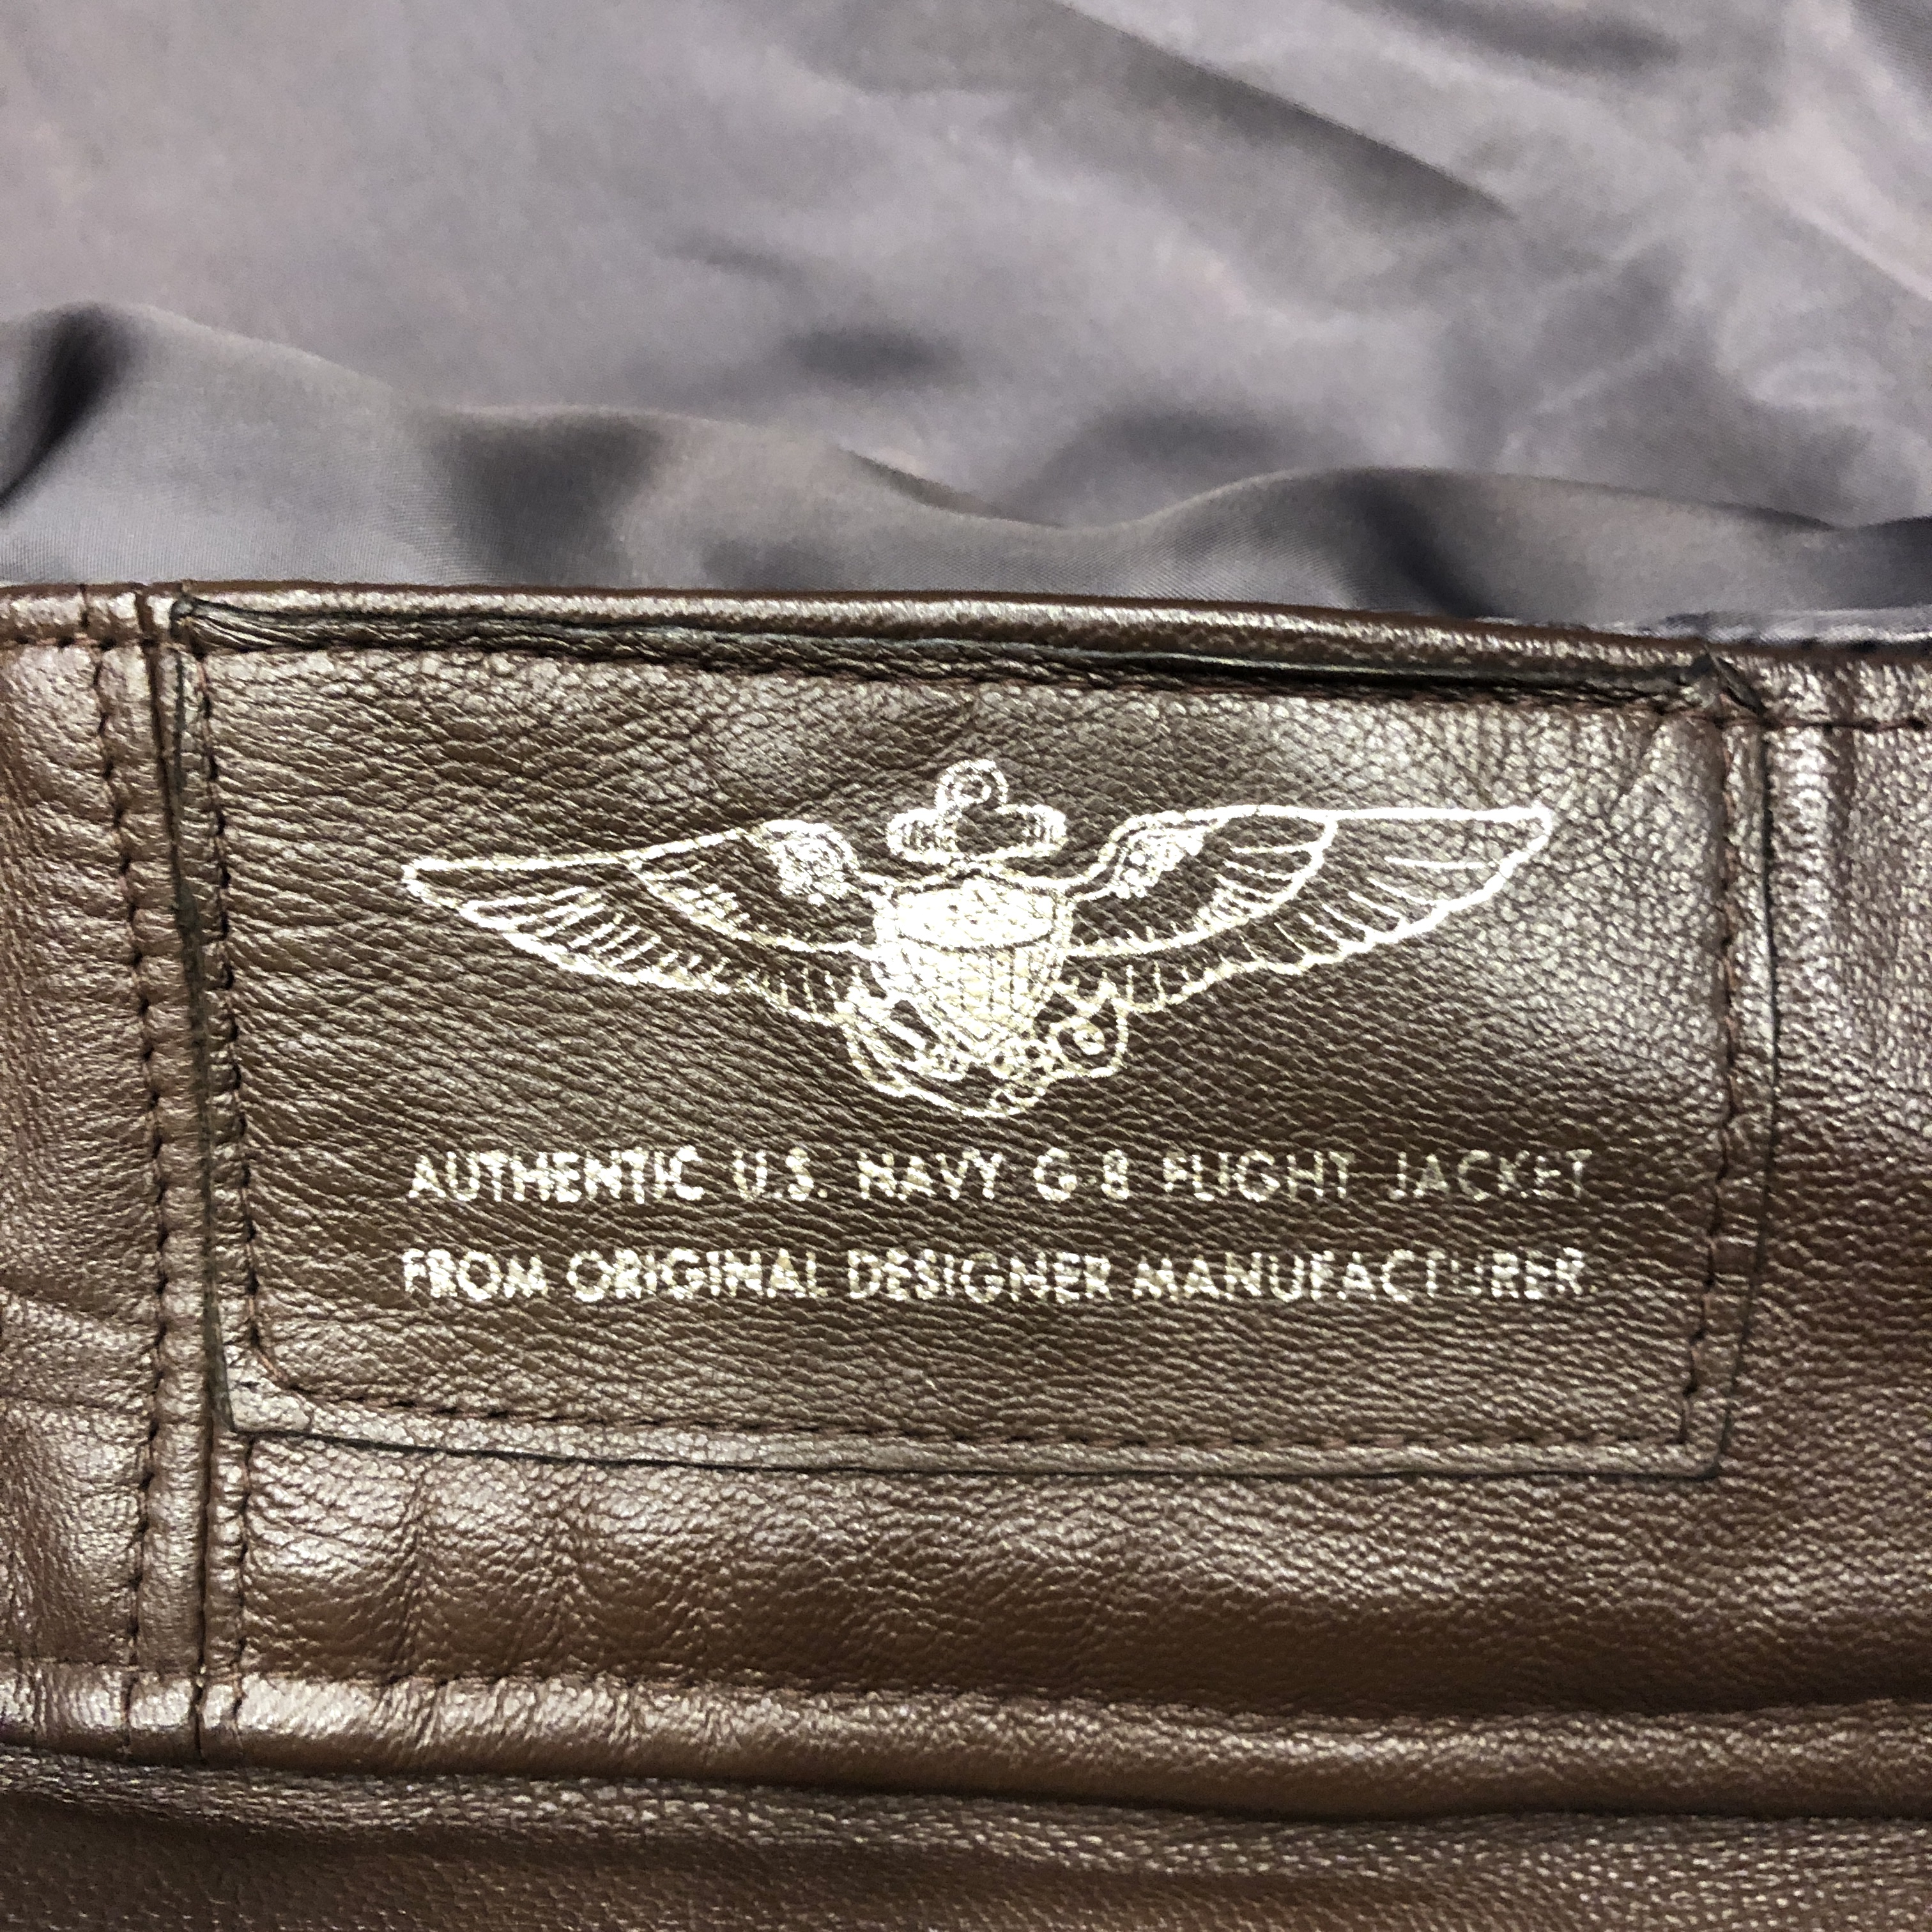 AUTHENTIC U.S. NAVY G-8 FLIGHT JACKET
FROM ORIGINAL DESIGNER MANUFACTURER.